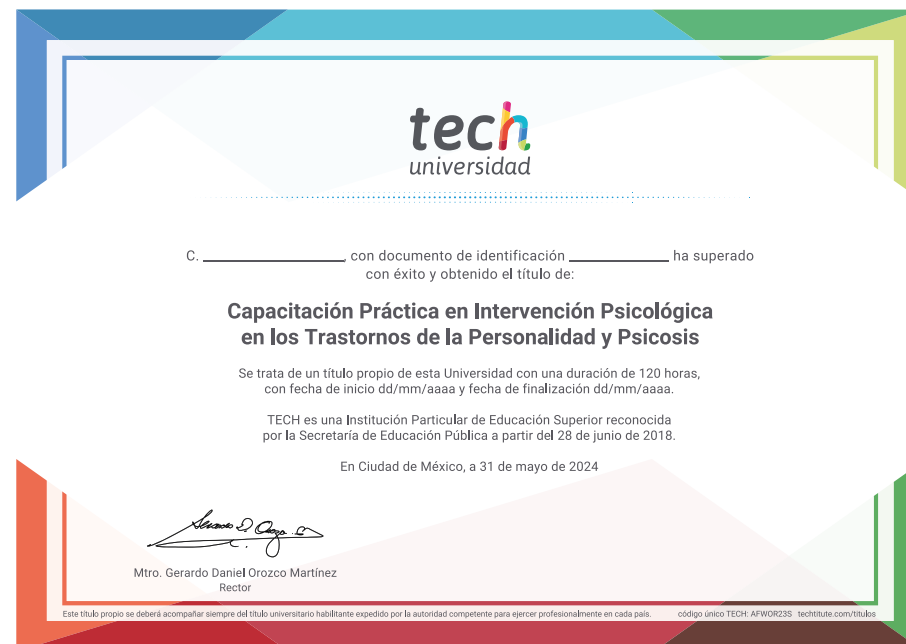 tech
universidad
C. ____________________, con documento de identificación ______________ ha superado
con éxito y obtenido el título de:
Capacitación Práctica en Intervención Psicológica
en los Trastornos de la Personalidad y Psicosis
Se trata de un título propio de esta Universidad con una duración de 120 horas,
con fecha de inicio dd/mm/aaaa y fecha de finalización dd/mm/aaaa.
TECH es una Institución Particular de Educación Superior reconocida
por la Secretaría de Educación Pública a partir del 28 de junio de 2018.
En Ciudad de México, a 31 de mayo de 2024
Mtro. Gerardo Daniel Orozco Martínez
Rector
Este título propio se deberá acompañar siempre del título universitario habilitante expedido por la autoridad competente para ejercer profesionalmente en cada país. código único TECH: AFWOR23S techtitute.com/titulos